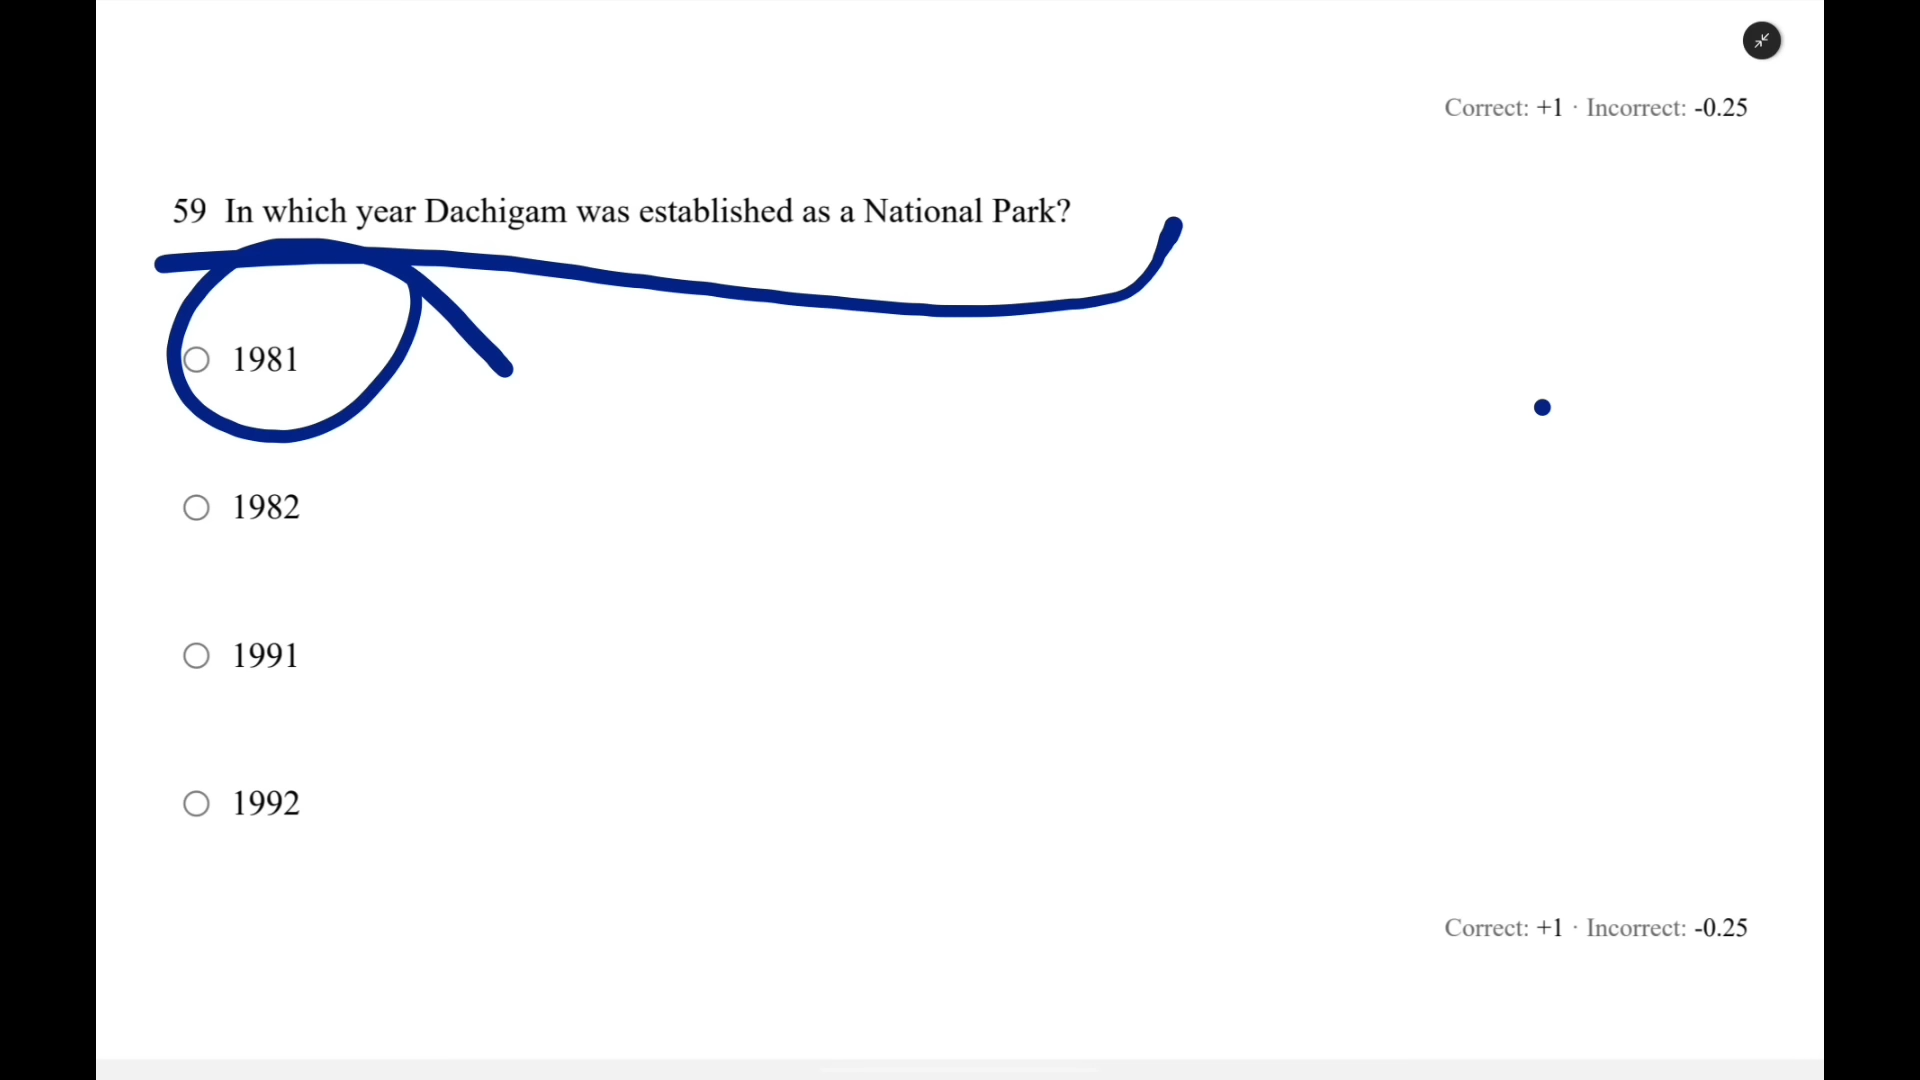 Correct: +1 · Incorrect: -0.25
59 In which year Dachigam was established as a National Park?
1981
1982
1991
1992
Correct: +1 · Incorrect: -0.25